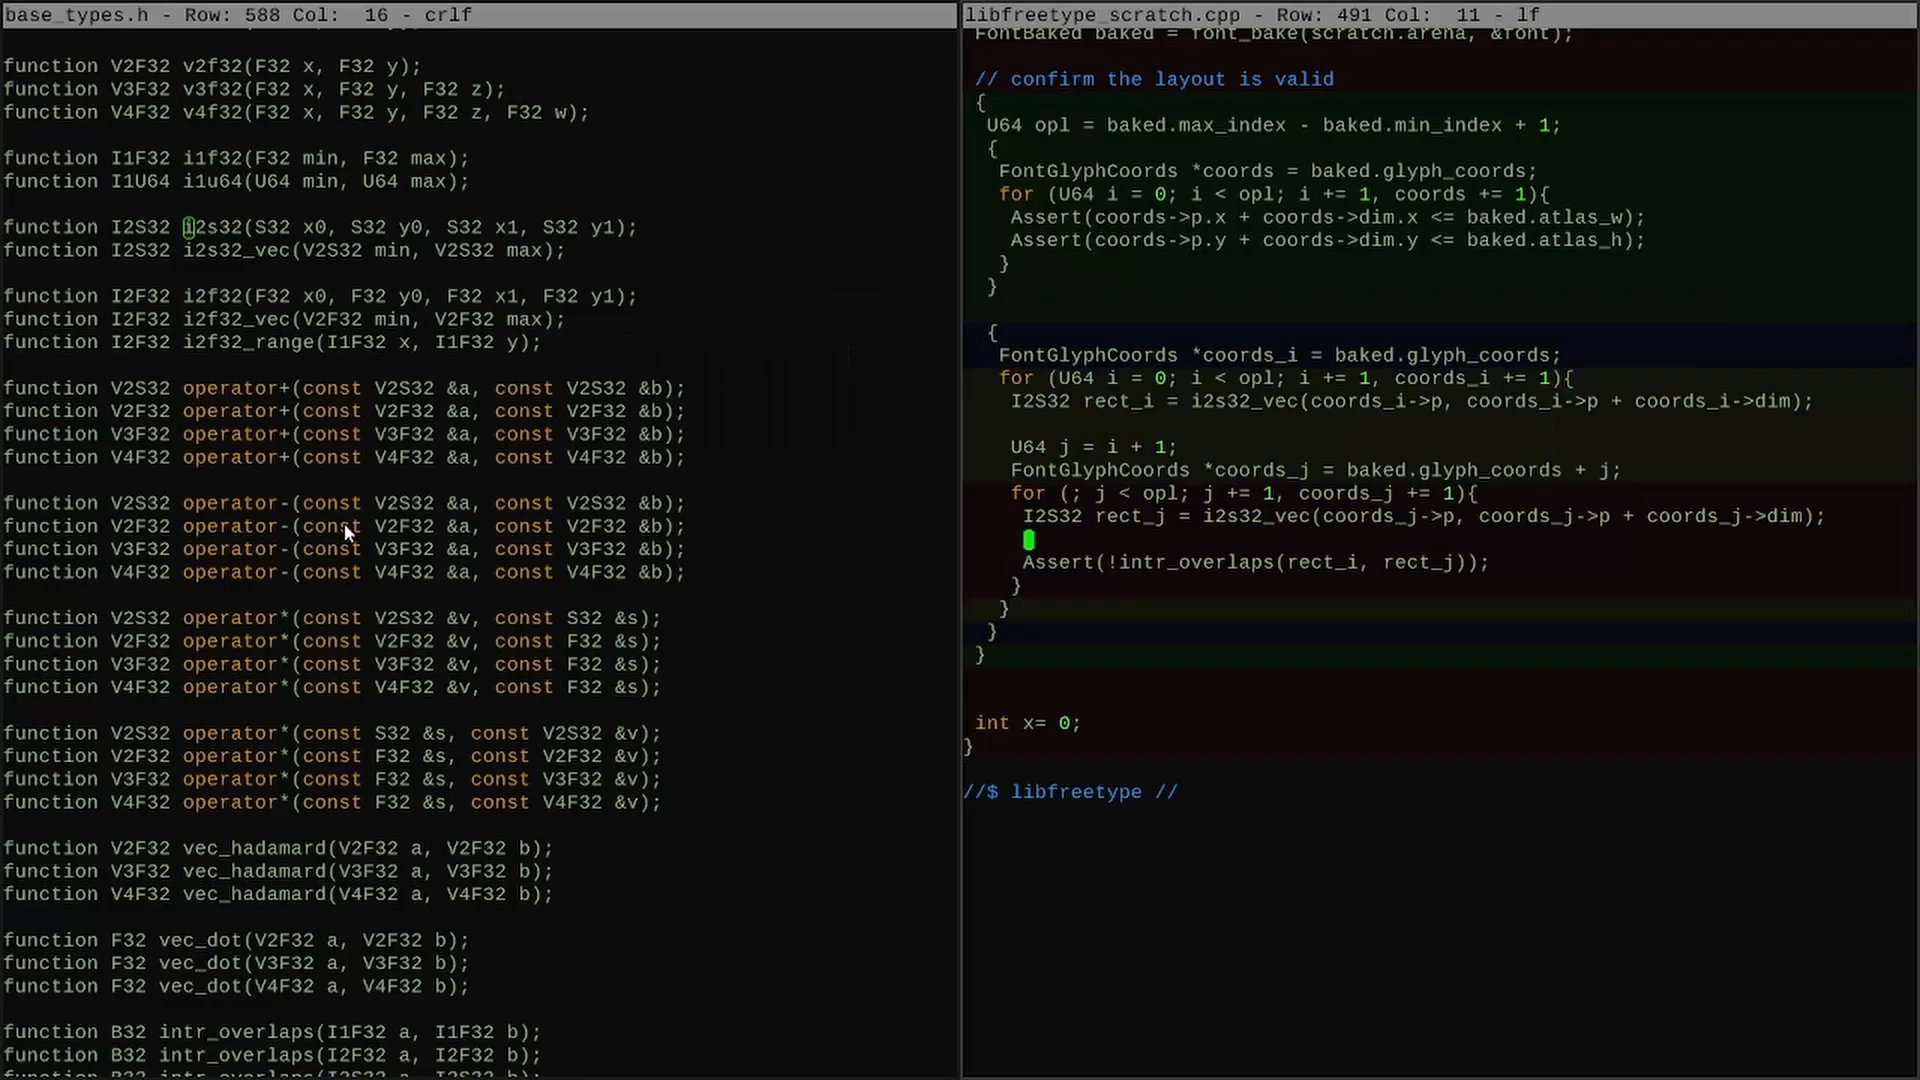 base_types.h - Row: 588 Col:  16 - crlf
function V2F32 v2f32(F32 x, F32 y);
function V3F32 v3f32(F32 x, F32 y, F32 z);
function V4F32 v4f32(F32 x, F32 y, F32 z, F32 w);
function I1F32 i1f32(F32 min, F32 max);
function I1U64 i1u64(U64 min, U64 max);
function I2S32 i2s32(S32 x0, S32 y0, S32 x1, S32 y1);
function I2S32 i2s32_vec(V2S32 min, V2S32 max);
function I2F32 i2f32(F32 x0, F32 y0, F32 x1, F32 y1);
function I2F32 i2f32_vec(V2F32 min, V2F32 max);
function I2F32 i2f32_range(I1F32 x, I1F32 y);
function V2S32 operator+(const V2S32 &a, const V2S32 &b);
function V2F32 operator+(const V2F32 &a, const V2F32 &b);
function V3F32 operator+(const V3F32 &a, const V3F32 &b);
function V4F32 operator+(const V4F32 &a, const V4F32 &b);
function V2S32 operator-(const V2S32 &a, const V2S32 &b);
function V2F32 operator-(const V2F32 &a, const V2F32 &b);
function V3F32 operator-(const V3F32 &a, const V3F32 &b);
function V4F32 operator-(const V4F32 &a, const V4F32 &b);
function V2S32 operator*(const V2S32 &v, const S32 &s);
function V2F32 operator*(const V2F32 &v, const F32 &s);
function V3F32 operator*(const V3F32 &v, const F32 &s);
function V4F32 operator*(const V4F32 &v, const F32 &s);
function V2S32 operator*(const S32 &s, const V2S32 &v);
function V2F32 operator*(const F32 &s, const V2F32 &v);
function V3F32 operator*(const F32 &s, const V3F32 &v);
function V4F32 operator*(const F32 &s, const V4F32 &v);
function V2F32 vec_hadamard(V2F32 a, V2F32 b);
function V3F32 vec_hadamard(V3F32 a, V3F32 b);
function V4F32 vec_hadamard(V4F32 a, V4F32 b);
function F32 vec_dot(V2F32 a, V2F32 b);
function F32 vec_dot(V3F32 a, V3F32 b);
function F32 vec_dot(V4F32 a, V4F32 b);
function B32 intr_overlaps(I1F32 a, I1F32 b);
function B32 intr_overlaps(I2F32 a, I2F32 b);
function B32 intr_overlaps(I2S32 a, I2S32 b);
libfreetype_scratch.cpp - Row: 491 Col:  11 - lf
FontBaked baked = font_bake(scratch.arena, &font);
// confirm the layout is valid
{
U64 opl = baked.max_index - baked.min_index + 1;
{
FontGlyphCoords *coords = baked.glyph_coords;
for (U64 i = 0; i < opl; i += 1, coords += 1){
Assert(coords->p.x + coords->dim.x <= baked.atlas_w);
Assert(coords->p.y + coords->dim.y <= baked.atlas_h);
}
}
{
FontGlyphCoords *coords_i = baked.glyph_coords;
for (U64 i = 0; i < opl; i += 1, coords_i += 1){
I2S32 rect_i = i2s32_vec(coords_i->p, coords_i->p + coords_i->dim);
U64 j = i + 1;
FontGlyphCoords *coords_j = baked.glyph_coords + j;
for (; j < opl; j += 1, coords_j += 1){
I2S32 rect_j = i2s32_vec(coords_j->p, coords_j->p + coords_j->dim);
Assert(!intr_overlaps(rect_i, rect_j));
}
}
}
}
int x= 0;
}
//$ libfreetype //